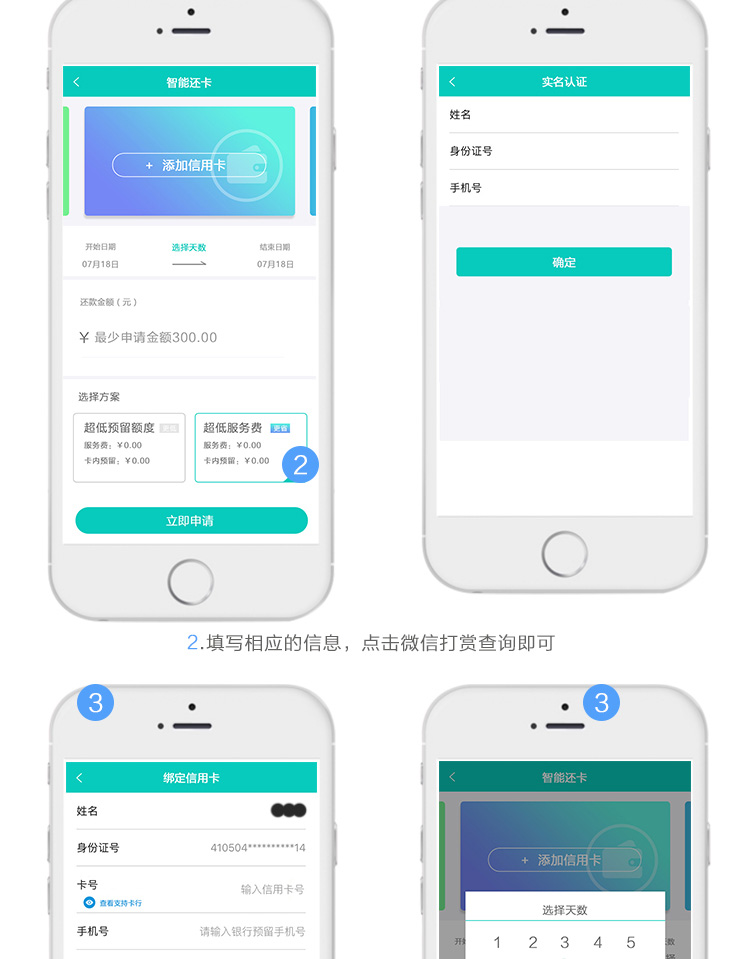 智能还卡
+ 添加信用卡
开始日期 选择天数 结束日期
07月18日 07月18日
还款金额（元）
¥ 最少申请金额300.00
选择方案
超低预留额度
服务费：¥0.00
卡内预留：¥0.00
超低服务费
服务费：¥0.00
卡内预留：¥0.00
2
立即申请
实名认证
姓名
身份证号
手机号
确定
2.填写相应的信息，点击微信打赏查询即可
3
绑定信用卡
姓名
身份证号 410504**********14
卡号 输入信用卡号
查看支持卡行
手机号 请输入银行预留手机号
3
智能还卡
+ 添加信用卡
选择天数
1 2 3 4 5